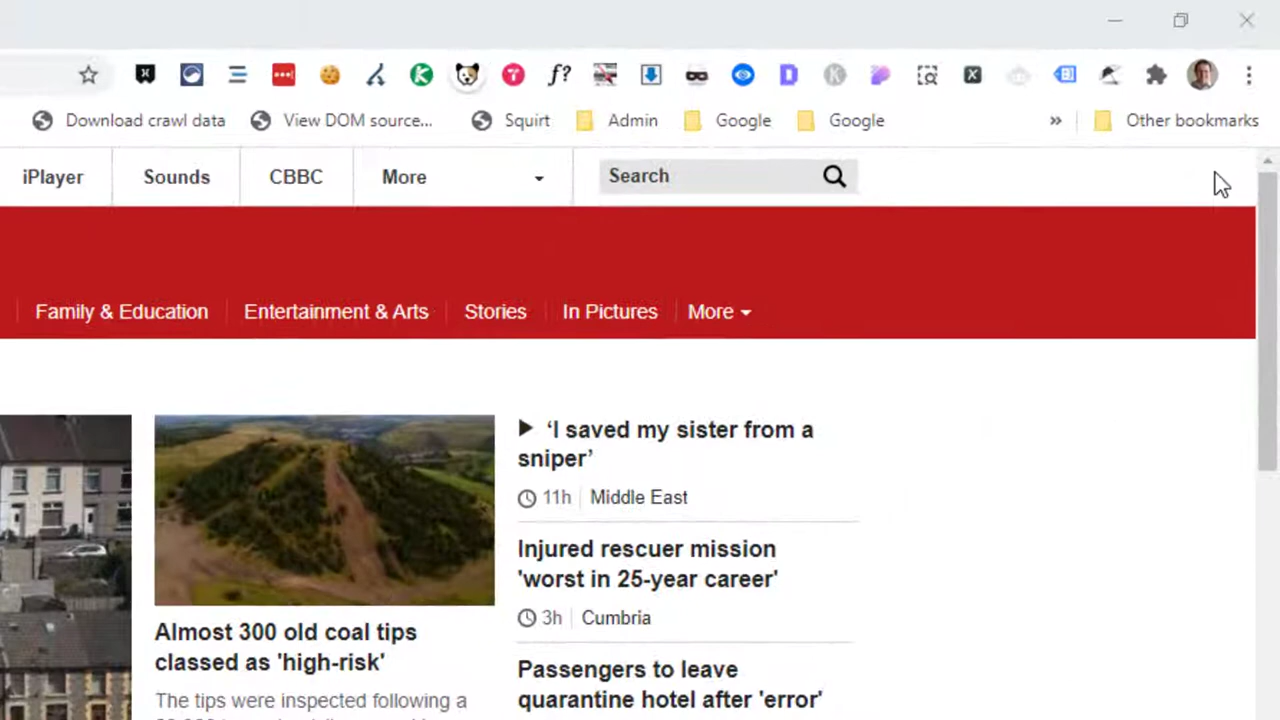 Download crawl data View DOM source... Squirt Admin Google Google » Other bookmarks
iPlayer Sounds CBBC More Search
Family & Education Entertainment & Arts Stories In Pictures More
‘I saved my sister from a
sniper’
11h Middle East
Injured rescuer mission
'worst in 25-year career'
3h Cumbria
Passengers to leave
quarantine hotel after 'error'
Almost 300 old coal tips
classed as 'high-risk'
The tips were inspected following a